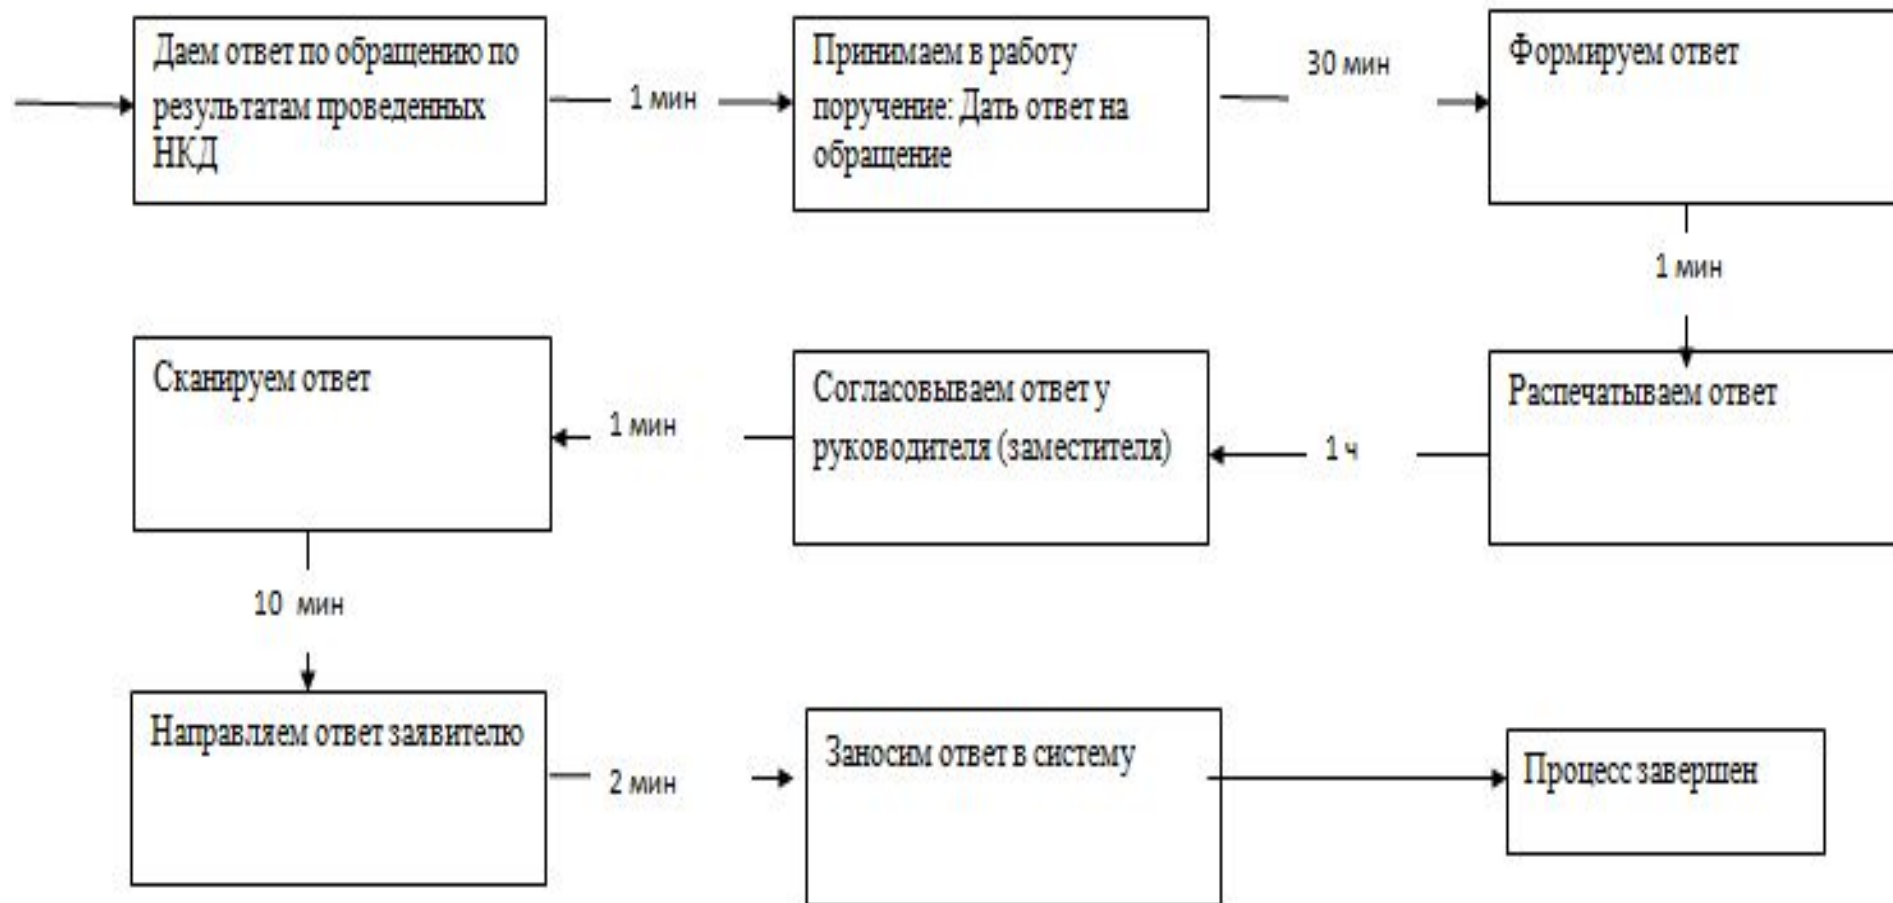 Даем ответ по обращению по
результатам проведенных
НКД
1 мин
Принимаем в работу
поручение: Дать ответ на
обращение
30 мин
Формируем ответ
1 мин
Распечатываем ответ
1 ч
Согласовываем ответ у
руководителя (заместителя)
1 мин
Сканируем ответ
10 мин
Направляем ответ заявителю
2 мин
Заносим ответ в систему
Процесс завершен